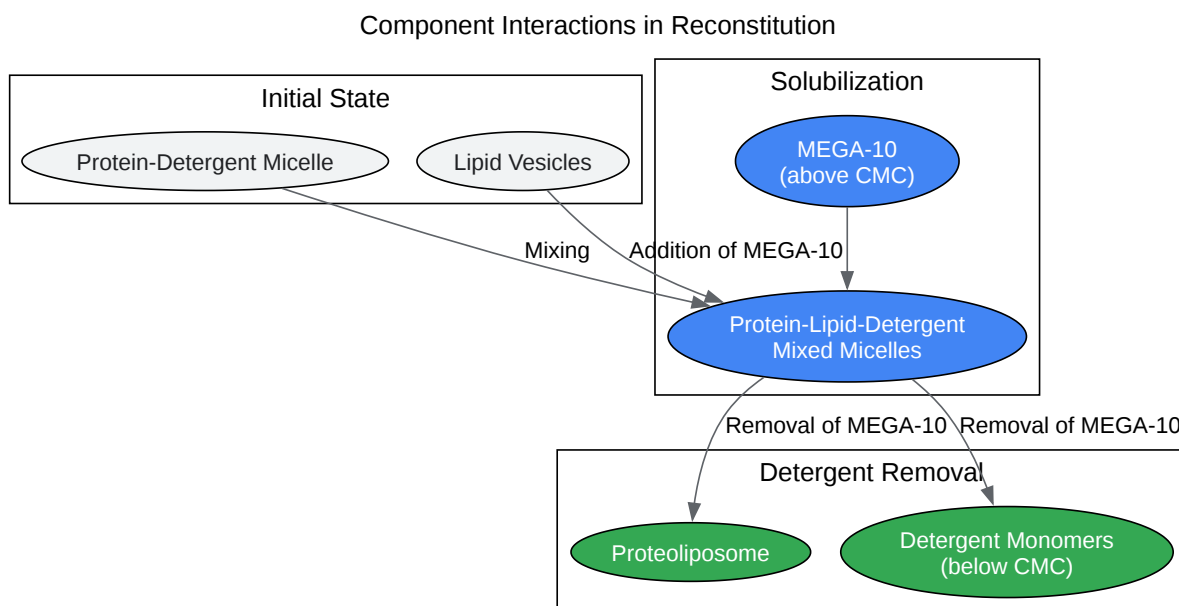 Component Interactions in Reconstitution
Initial State
Protein-Detergent Micelle
Lipid Vesicles
Solubilization
MEGA-10
(above CMC)
Mixing
Addition of MEGA-10
Protein-Lipid-Detergent
Mixed Micelles
Removal of MEGA-10
Removal of MEGA-10
Detergent Removal
Proteoliposome
Detergent Monomers
(below CMC)